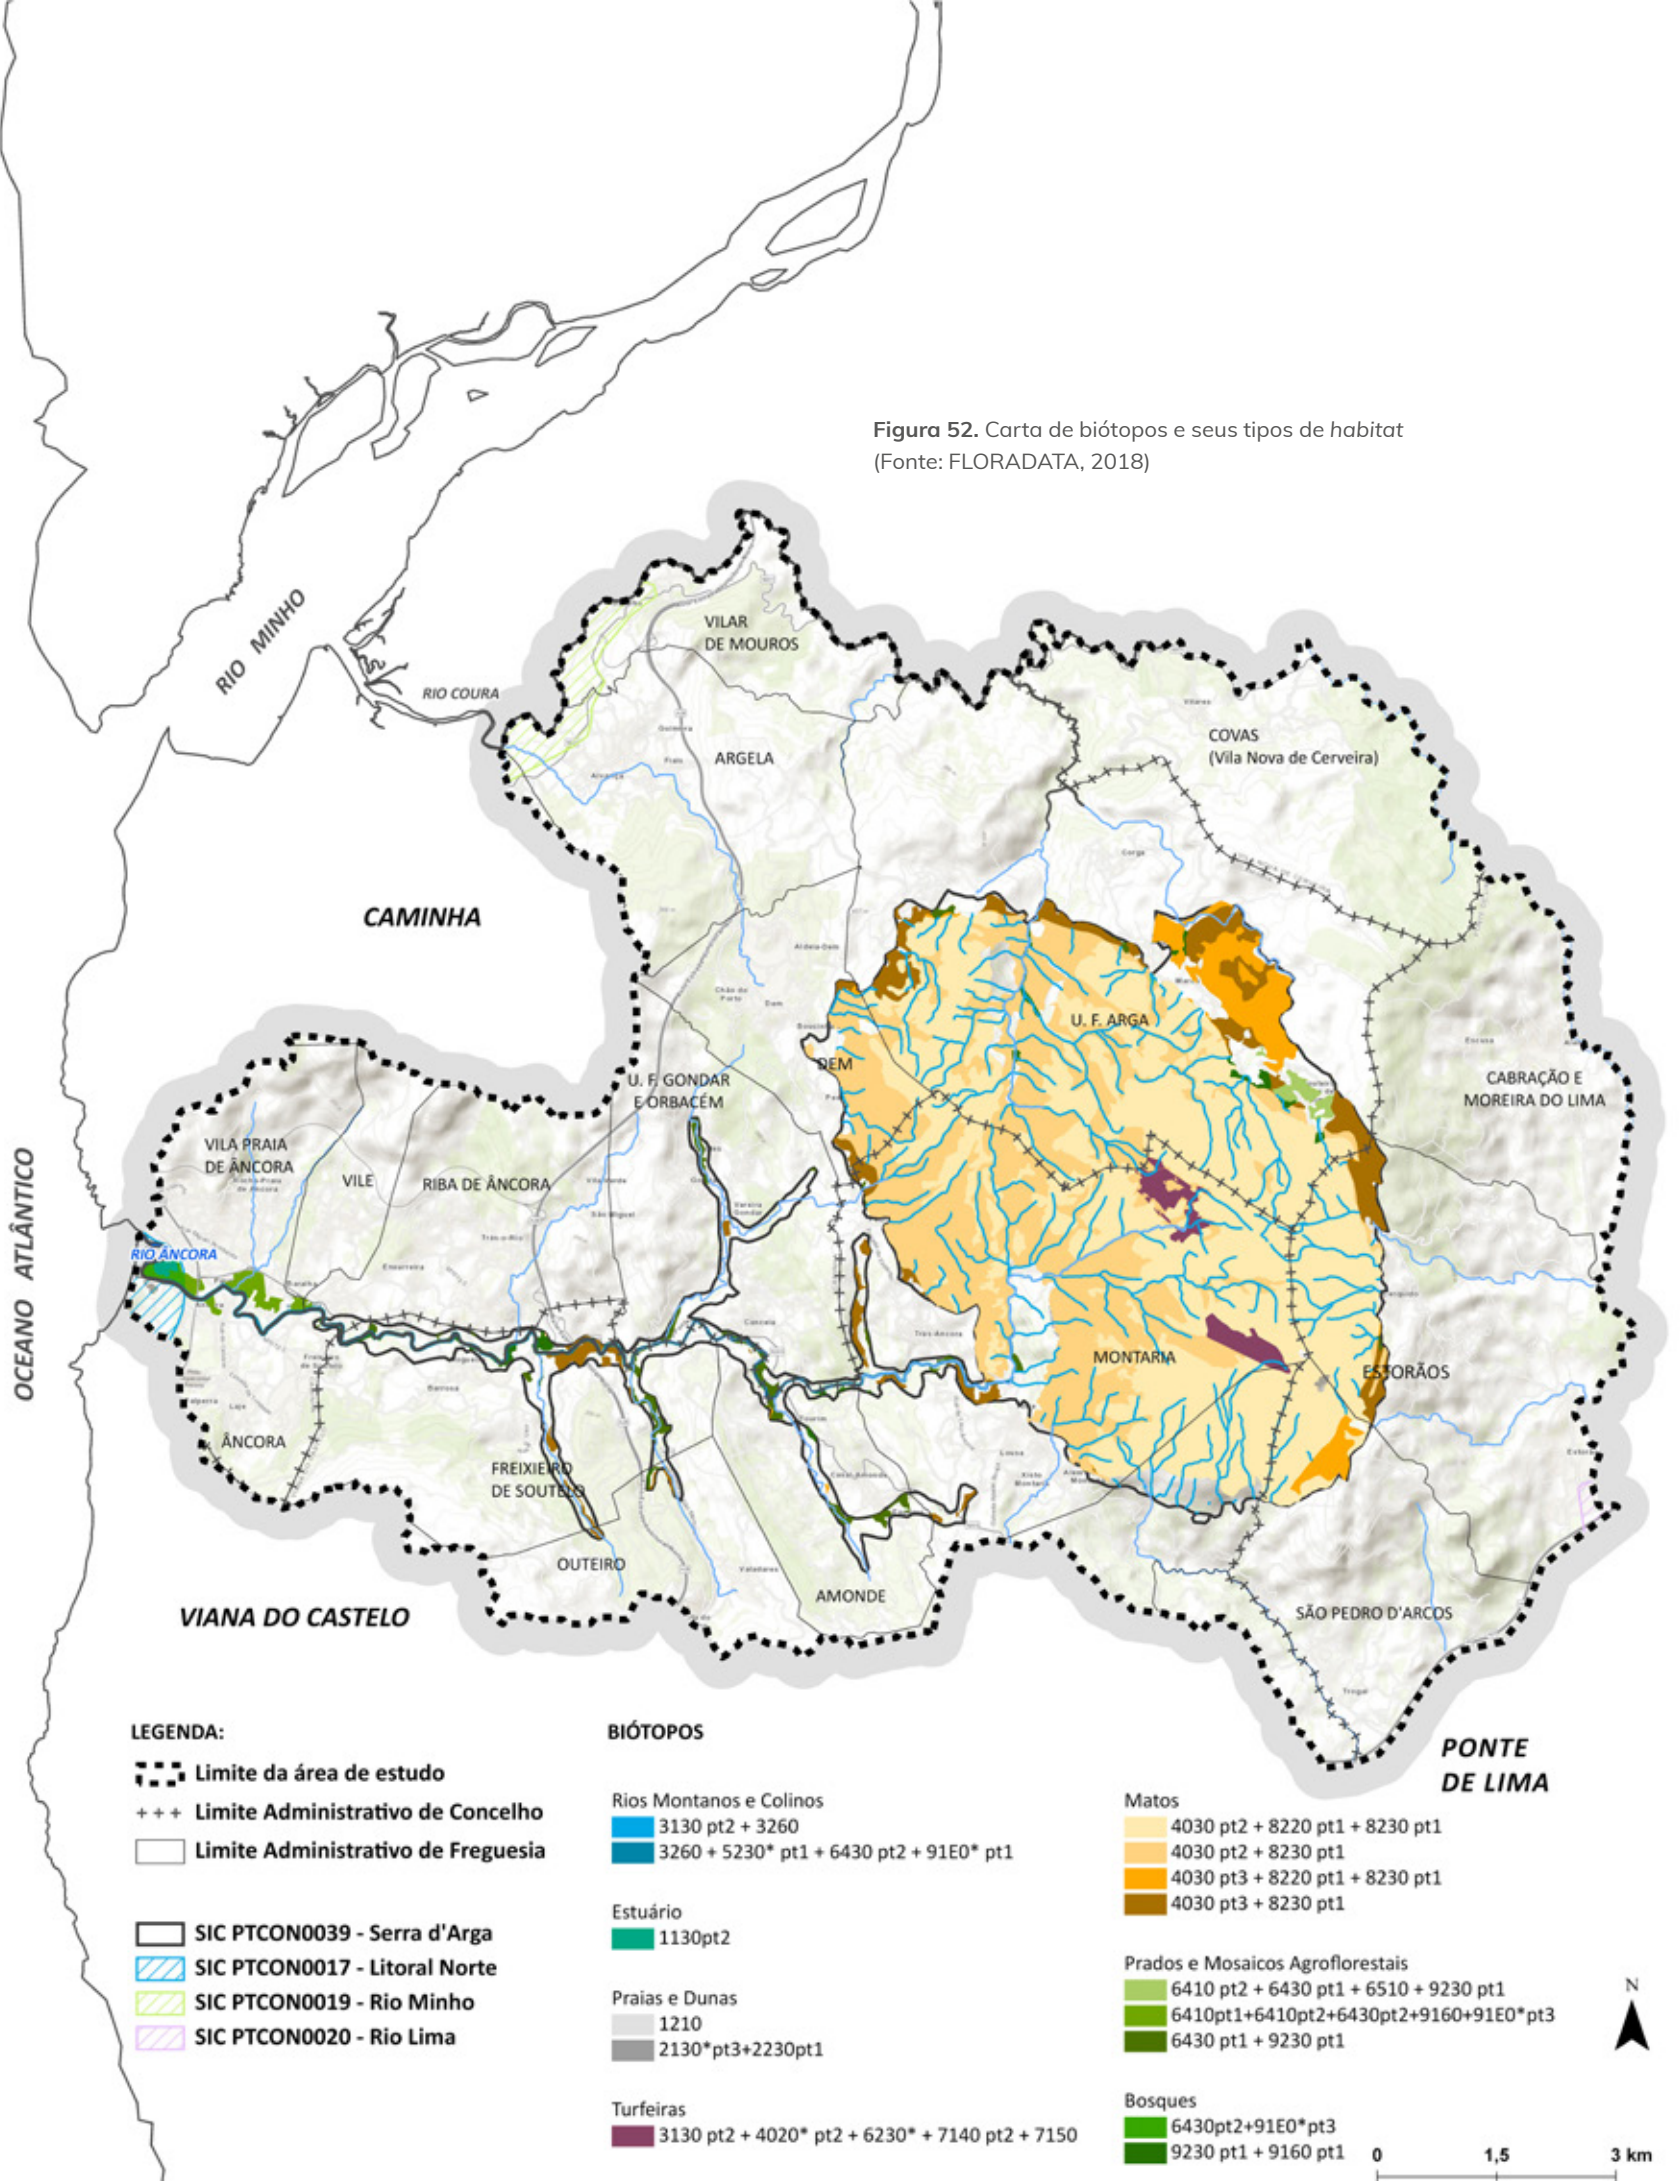 Figura 52. Carta de biótopos e seus tipos de habitat
(Fonte: FLORADATA, 2018)
RIO MINHO
RIO COURA
VILAR
DE MOUROS
ARGELA
COVAS
(Vila Nova de Cerveira)
CAMINHA
U. F. ARGA
DEM
U. F. GONDAR
E ORBACÉM
CABRAÇÃO E
MOREIRA DO LIMA
VILA PRAIA
DE ÂNCORA
VILE
RIBA DE ÂNCORA
OCEANO ATLÂNTICO
RIO ÂNCORA
MONTARIA
ESTORÃOS
ÂNCORA
FREIXIEIRO
DE SOUTELO
OUTEIRO
AMONDE
SÃO PEDRO D'ARCOS
VIANA DO CASTELO
PONTE
DE LIMA
LEGENDA:
Limite da área de estudo
Limite Administrativo de Concelho
Limite Administrativo de Freguesia
SIC PTCON0039 - Serra d'Arga
SIC PTCON0017 - Litoral Norte
SIC PTCON0019 - Rio Minho
SIC PTCON0020 - Rio Lima
BIÓTOPOS
Rios Montanos e Colinos
3130 pt2 + 3260
3260 + 5230* pt1 + 6430 pt2 + 91E0* pt1
Estuário
1130pt2
Praias e Dunas
1210
2130*pt3+2230pt1
Turfeiras
3130 pt2 + 4020* pt2 + 6230* + 7140 pt2 + 7150
Matos
4030 pt2 + 8220 pt1 + 8230 pt1
4030 pt2 + 8230 pt1
4030 pt3 + 8220 pt1 + 8230 pt1
4030 pt3 + 8230 pt1
Prados e Mosaicos Agroflorestais
6410 pt2 + 6430 pt1 + 6510 + 9230 pt1
6410pt1+6410pt2+6430pt2+9160+91E0*pt3
6430 pt1 + 9230 pt1
Bosques
6430pt2+91E0*pt3
9230 pt1 + 9160 pt1
N
0 1,5 3 km